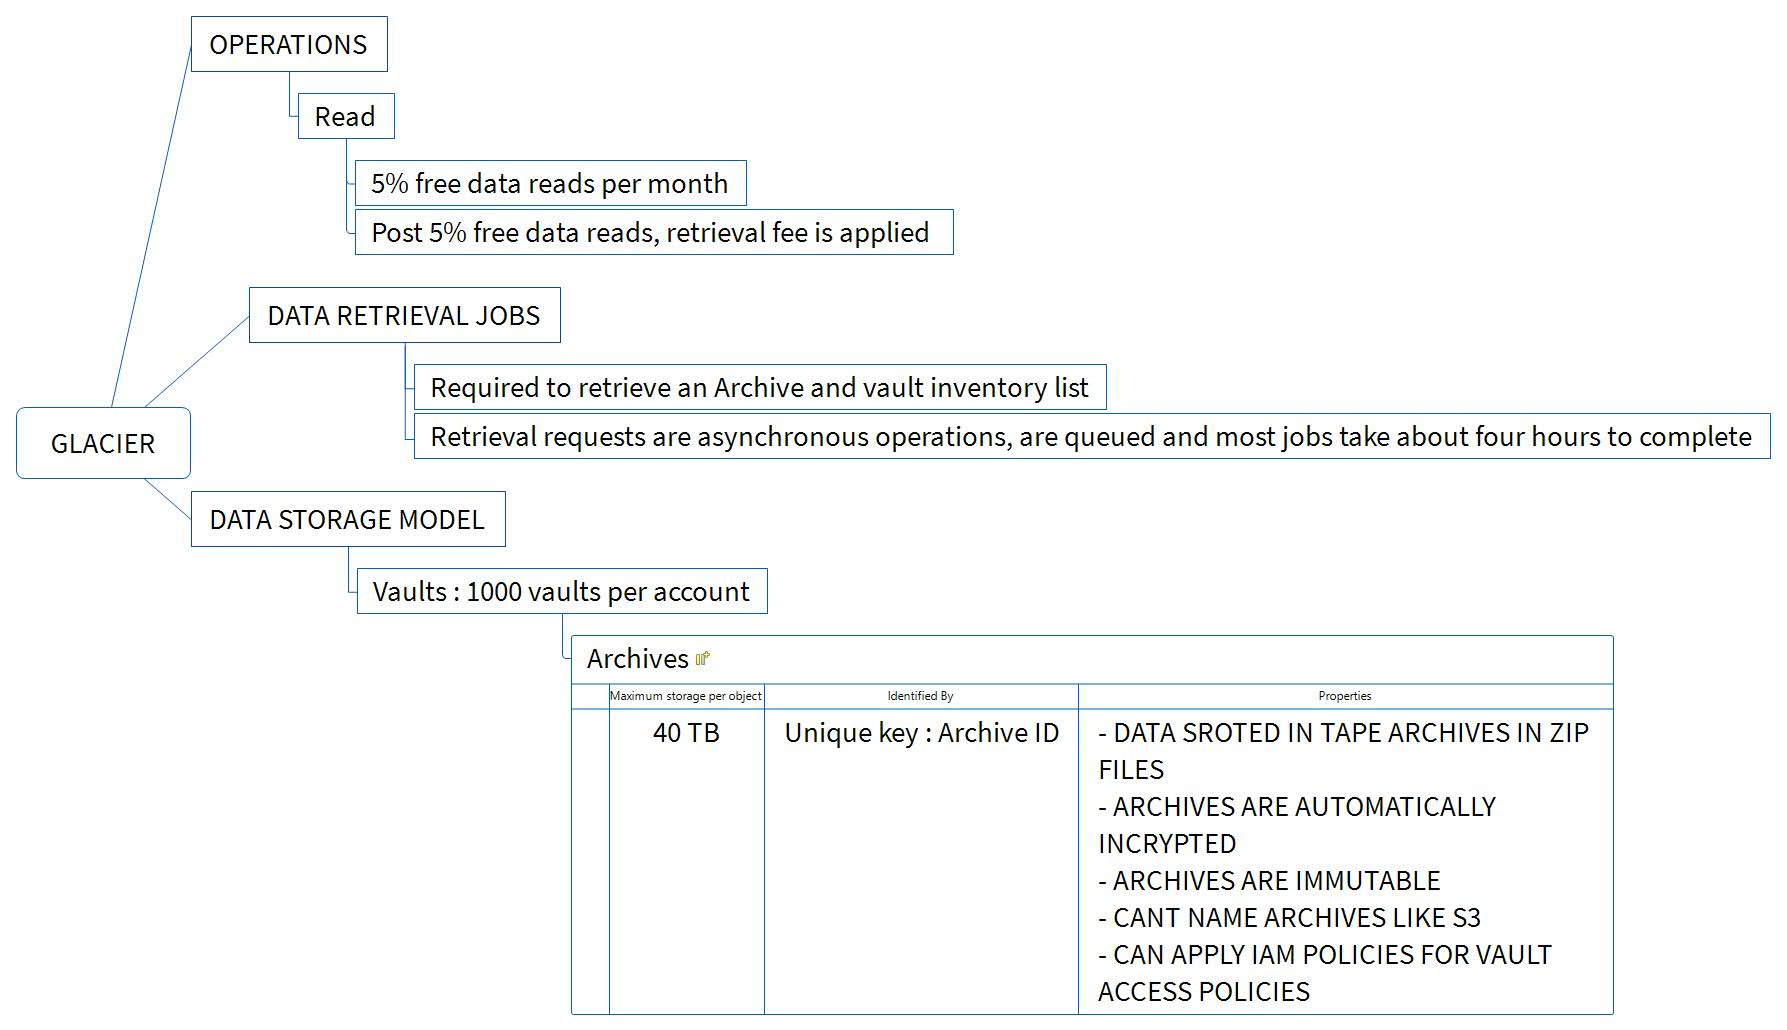 OPERATIONS
Read
5% free data reads per month
Post 5% free data reads, retrieval fee is applied
DATA RETRIEVAL JOBS
Required to retrieve an Archive and vault inventory list
Retrieval requests are asynchronous operations, are queued and most jobs take about four hours to complete
GLACIER
DATA STORAGE MODEL
Vaults : 1000 vaults per account
Archives
Maximum storage per object
Identified By
Properties
40 TB
Unique key : Archive ID
- DATA SROTED IN TAPE ARCHIVES IN ZIP
FILES
- ARCHIVES ARE AUTOMATICALLY
INCRYPTED
- ARCHIVES ARE IMMUTABLE
- CANT NAME ARCHIVES LIKE S3
- CAN APPLY IAM POLICIES FOR VAULT
ACCESS POLICIES